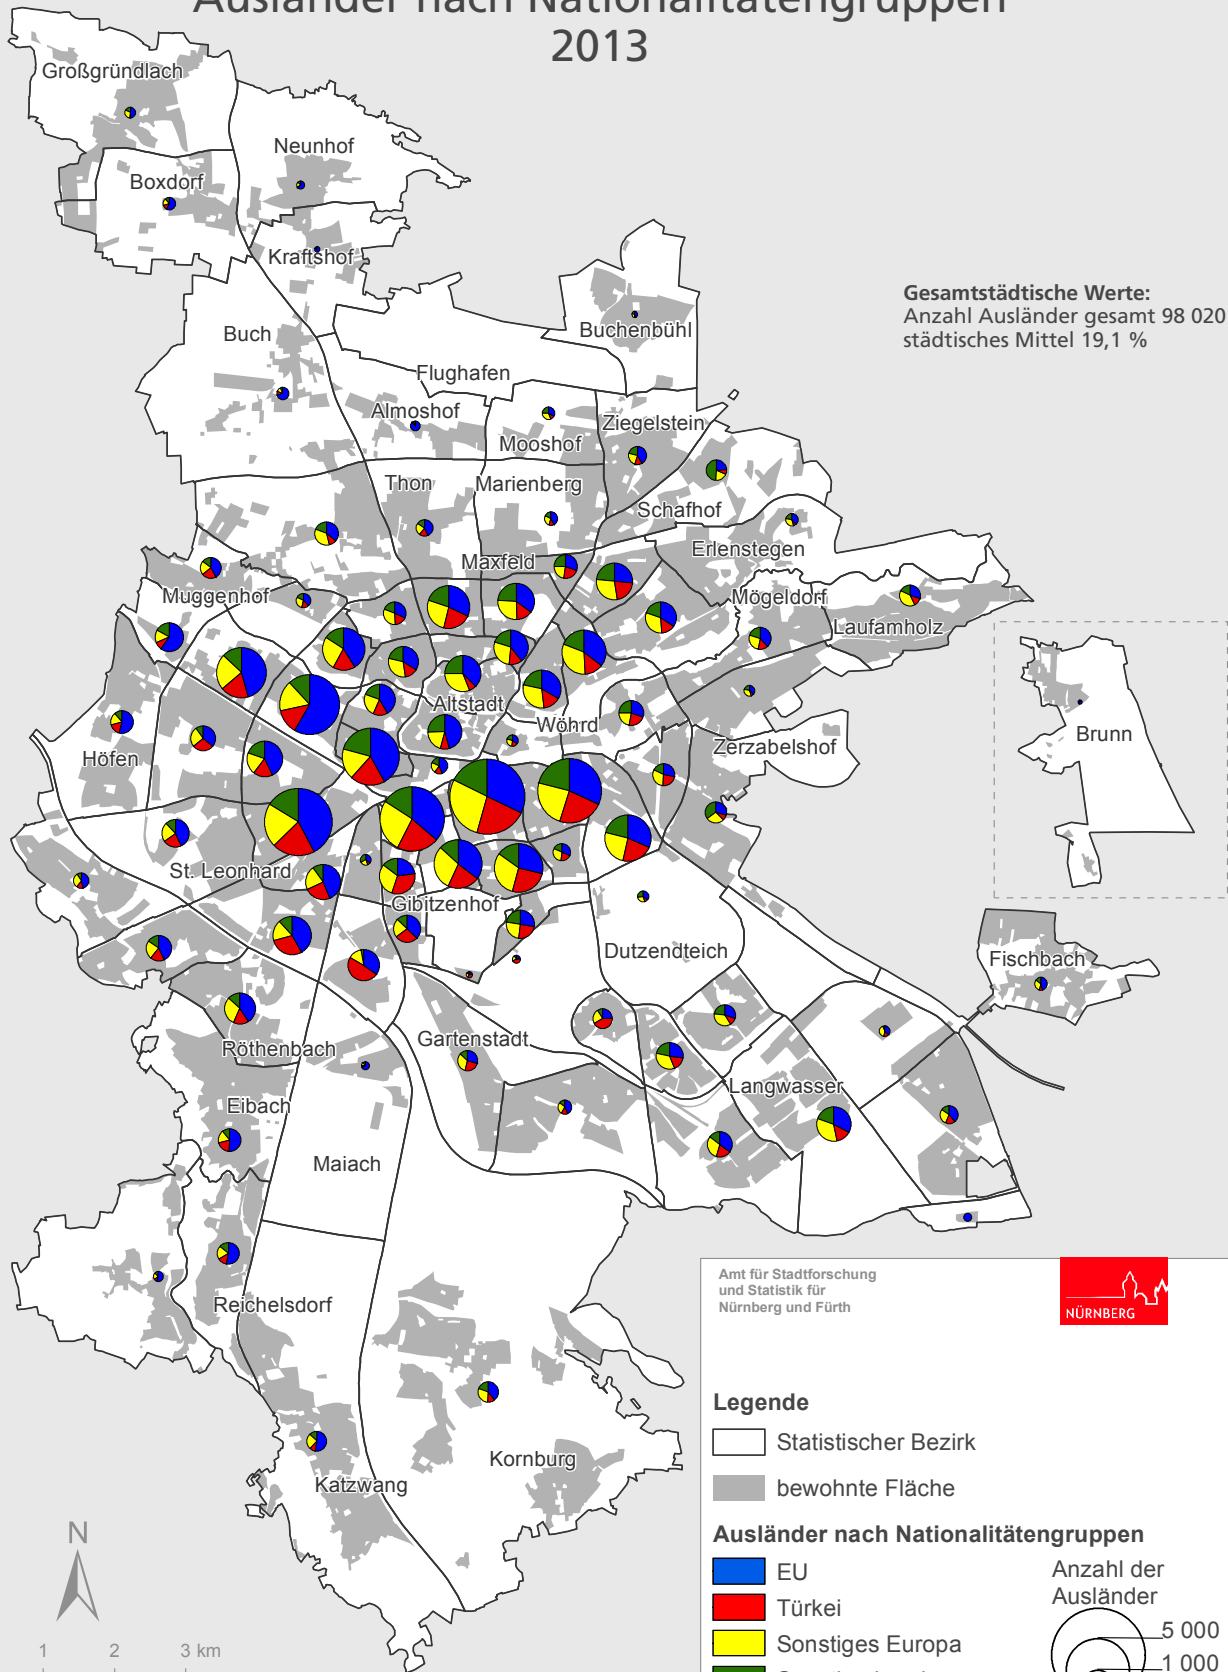 Ausländer nach Nationalitätengruppen
2013
Großgründlach
Neunhof
Boxdorf
Kraftshof
Gesamtstädtische Werte:
Anzahl Ausländer gesamt 98 020
städtisches Mittel 19,1 %
Buch
Buchenbühl
Flughafen
Almoshof
Mooshof
Ziegelstein
Thon
Marienberg
Schafhof
Maxfeld
Erlenstegen
Muggenhof
Mögeldorf
Laufamholz
Altstadt
Wöhrd
Zerzabelshof
Brunn
Höfen
St. Leonhard
Gibitzenhof
Dutzendteich
Fischbach
Gartenstadt
Röthenbach
Langwasser
Eibach
Maiach
Reichelsdorf
Kornburg
Katzwang
N
1 2 3 km
Amt für Stadtforschung
und Statistik für
Nürnberg und Fürth
NÜRNBERG
Legende
Statistischer Bezirk
bewohnte Fläche
Ausländer nach Nationalitätengruppen
EU
Türkei
Sonstiges Europa
Anzahl der
Ausländer
5 000
1 000